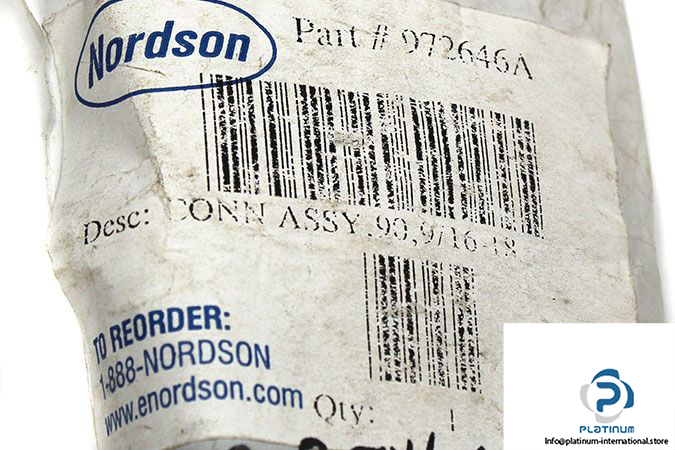 Nordson
Part # 972646A
Desc: CONN ASSY,90,9/16-18
TO REORDER:
1-888-NORDSON
www.enordson.com
Qty: 1
PLATINUM
info@platinum-international.store